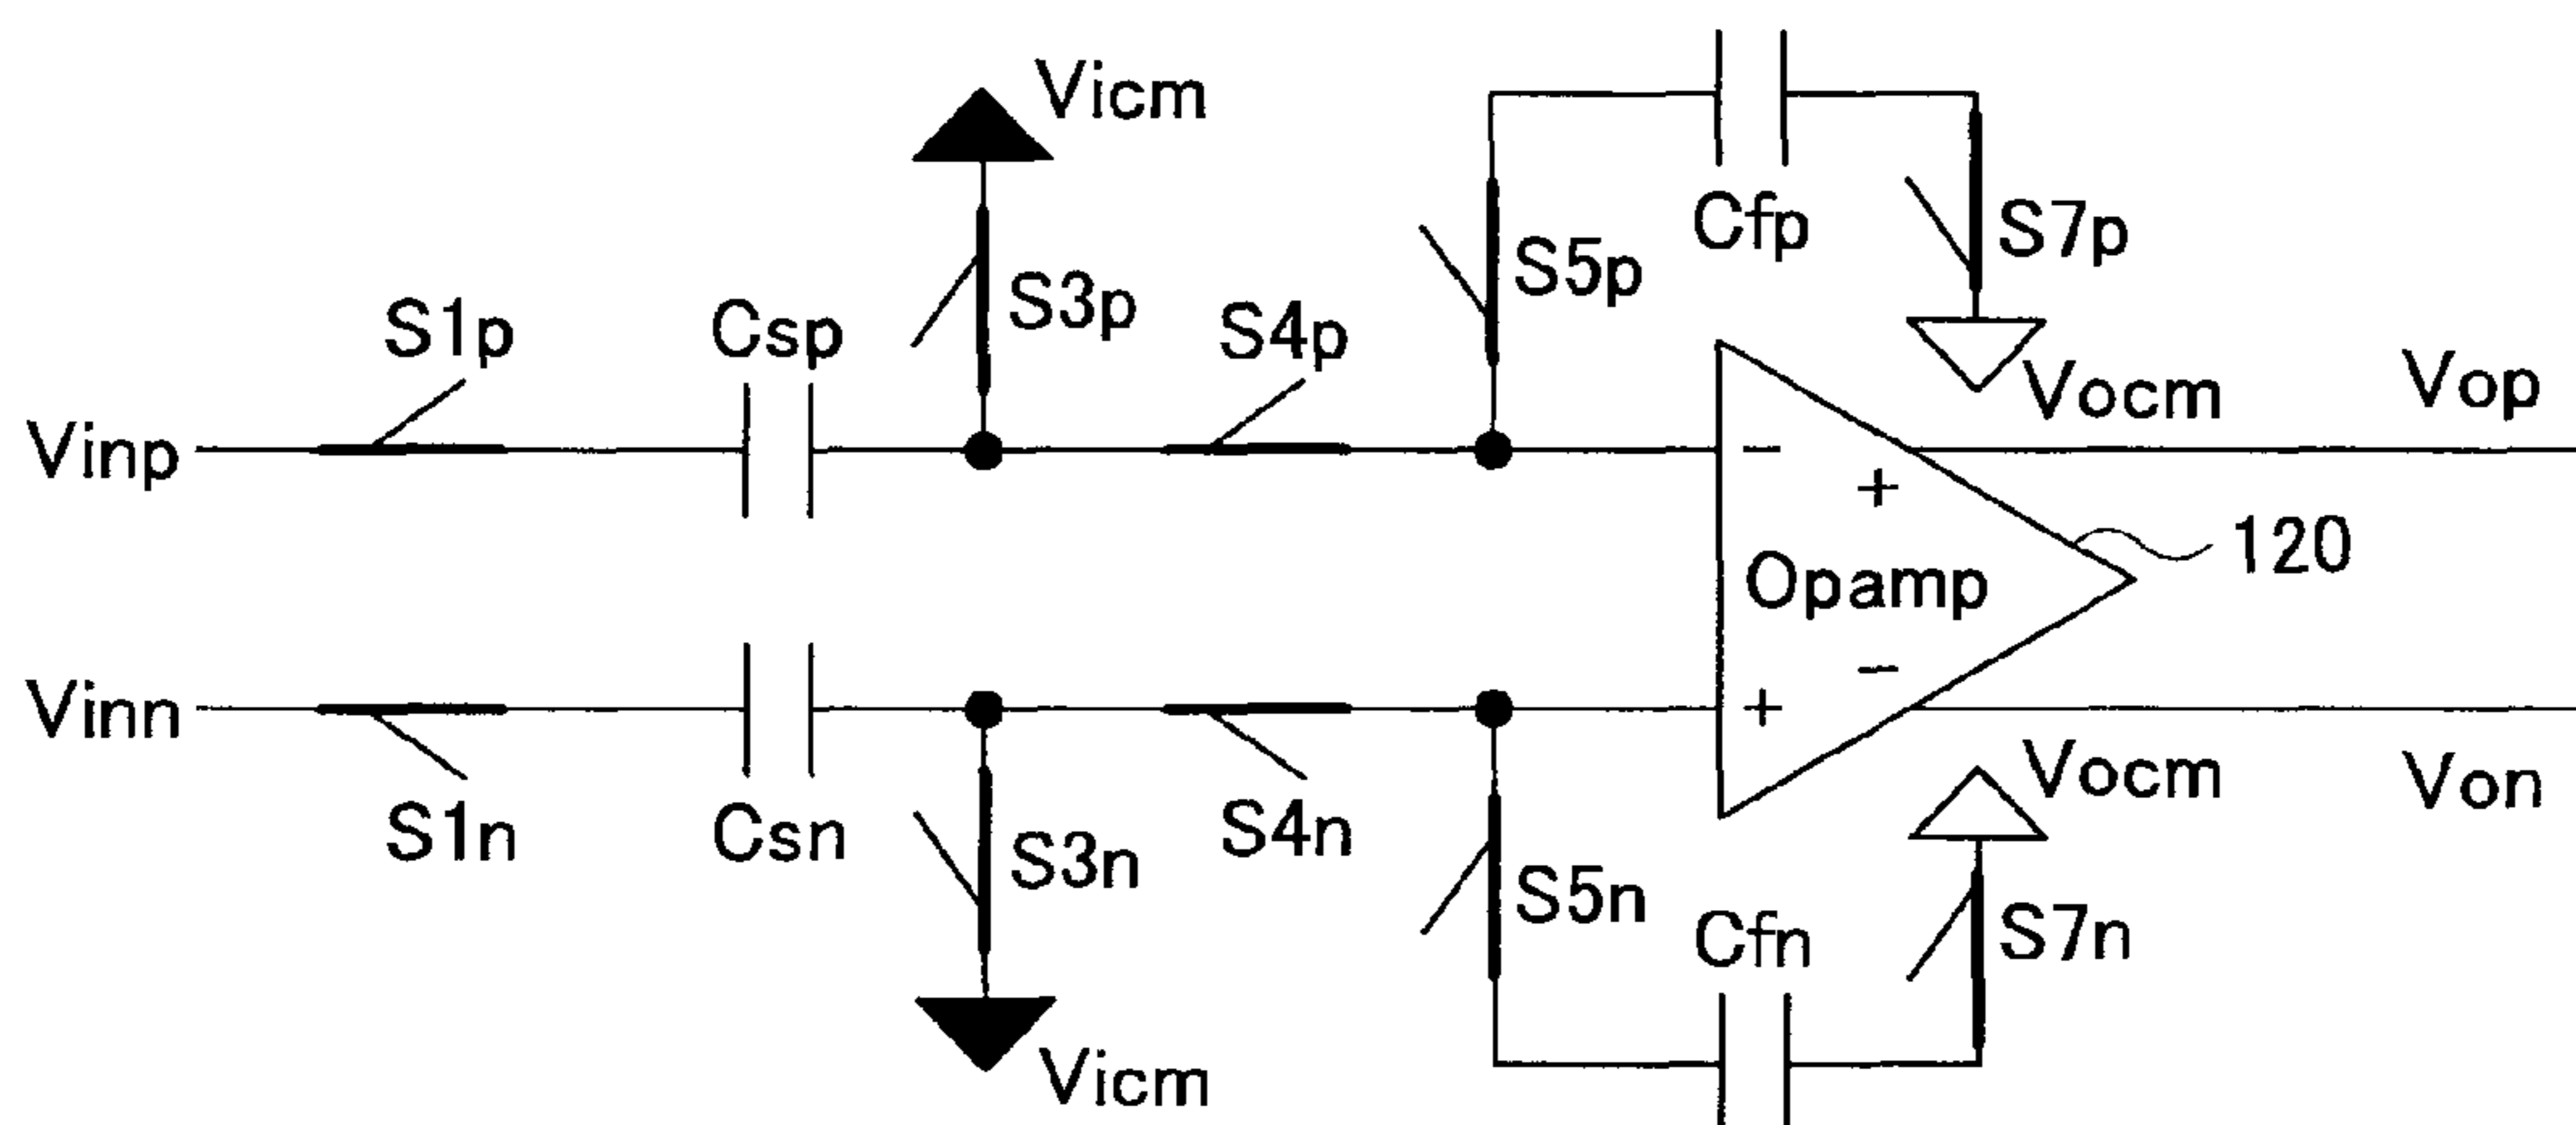 Vicm
Cfp
S7p
S5p
S3p
S1p
Csp
S4p
Vocm
Vop
Vinp
-
+
120
Opamp
Vinn
+
-
Vocm
Von
S1n
Csn
S3n
S4n
S5n
Cfn
S7n
Vicm